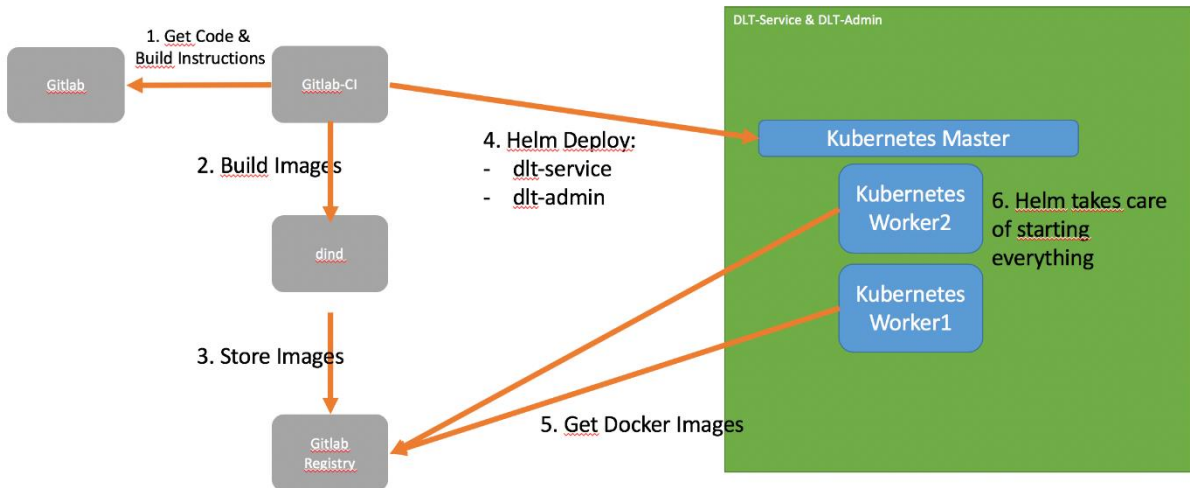 DLT-Service & DLT-Admin
1. Get Code &
Build Instructions
Gitlab
Gitlab-CI
Kubernetes Master
2. Build Images
4. Helm Deploy:
- dlt-service
- dlt-admin
Kubernetes
Worker2
6. Helm takes care
of starting
everything
dind
Kubernetes
Worker1
3. Store Images
5. Get Docker Images
Gitlab
Registry